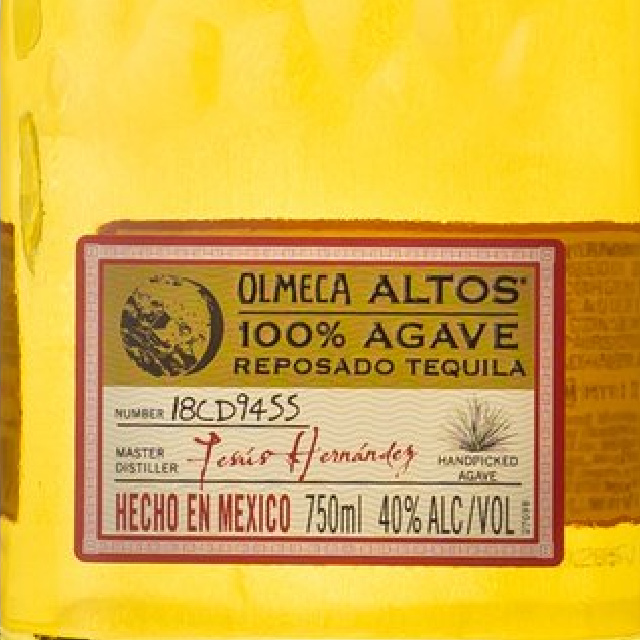 OLMECA ALTOS®
100% AGAVE
REPOSADO TEQUILA
NUMBER 18CD94SS
MASTER DISTILLER Jesús Hernández
HANDPICKED AGAVE
HECHO EN MEXICO 750ml 40% ALC/VOL